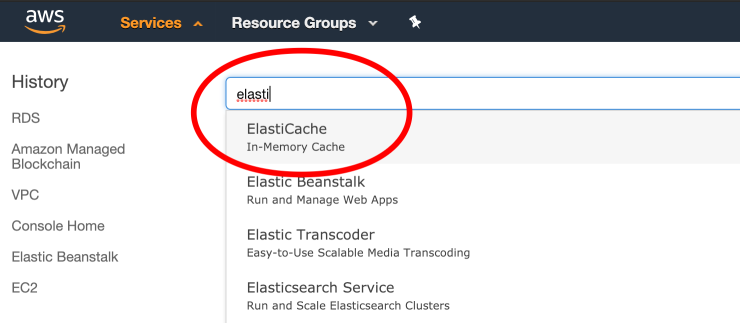 aws
Services
Resource Groups
History
RDS
Amazon Managed
Blockchain
VPC
Console Home
Elastic Beanstalk
EC2
elasti
ElastiCache
In-Memory Cache
Elastic Beanstalk
Run and Manage Web Apps
Elastic Transcoder
Easy-to-Use Scalable Media Transcoding
Elasticsearch Service
Run and Scale Elasticsearch Clusters